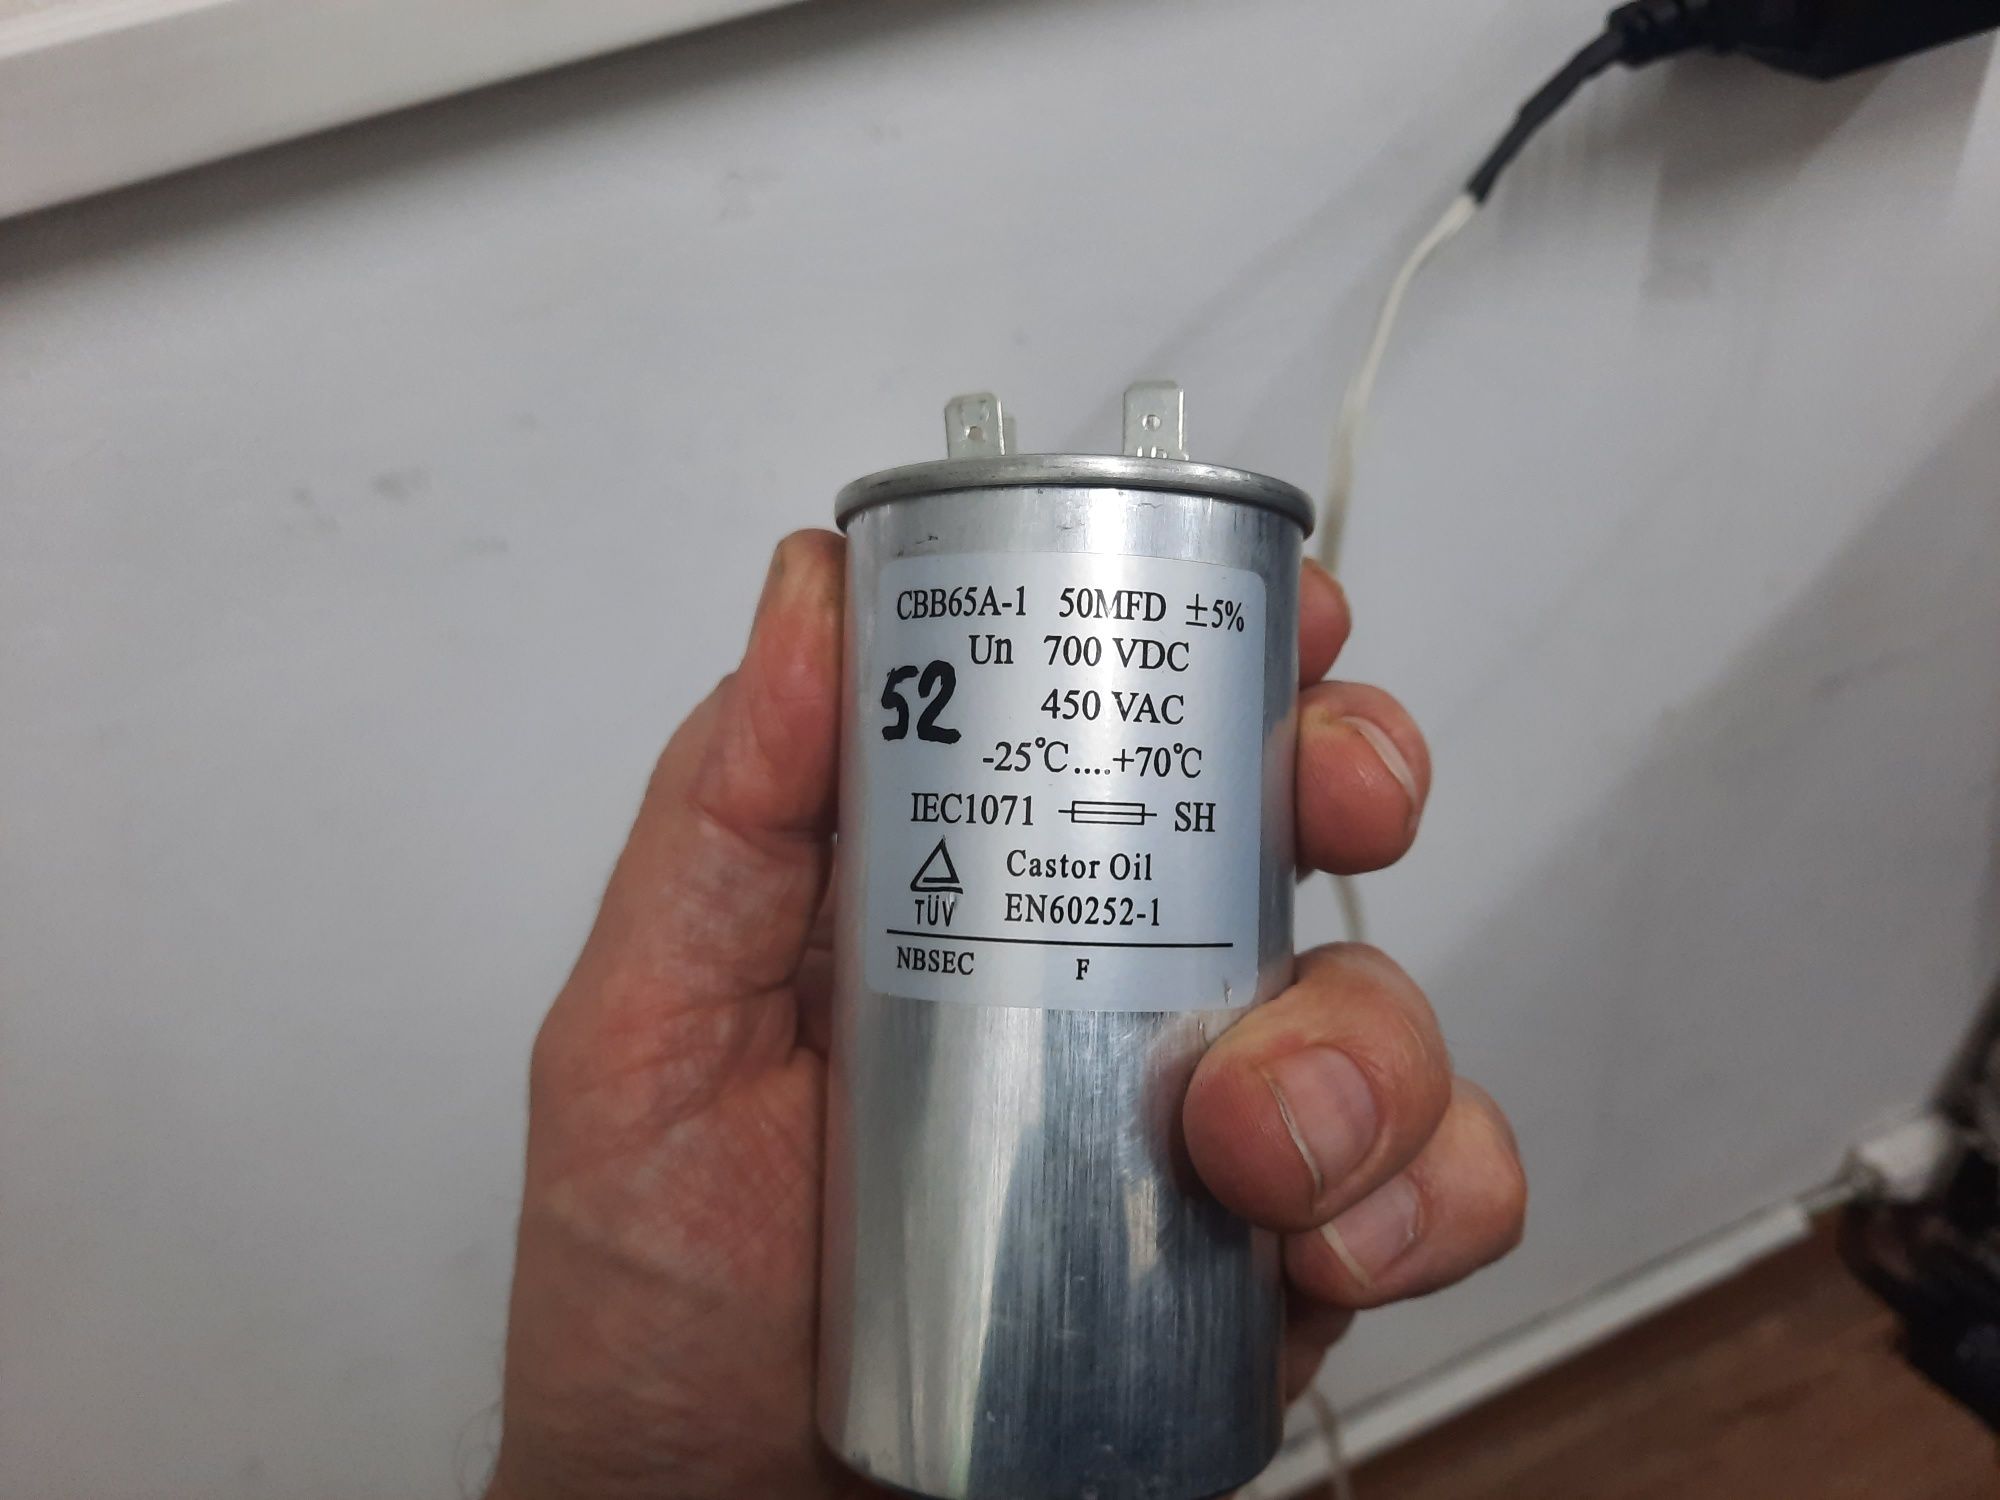 CBB65A-1 50MFD ±5%
Un 700 VDC
52
450 VAC
-25℃....+70℃
IEC1071 SH
Castor Oil
TÜV EN60252-1
NBSEC F